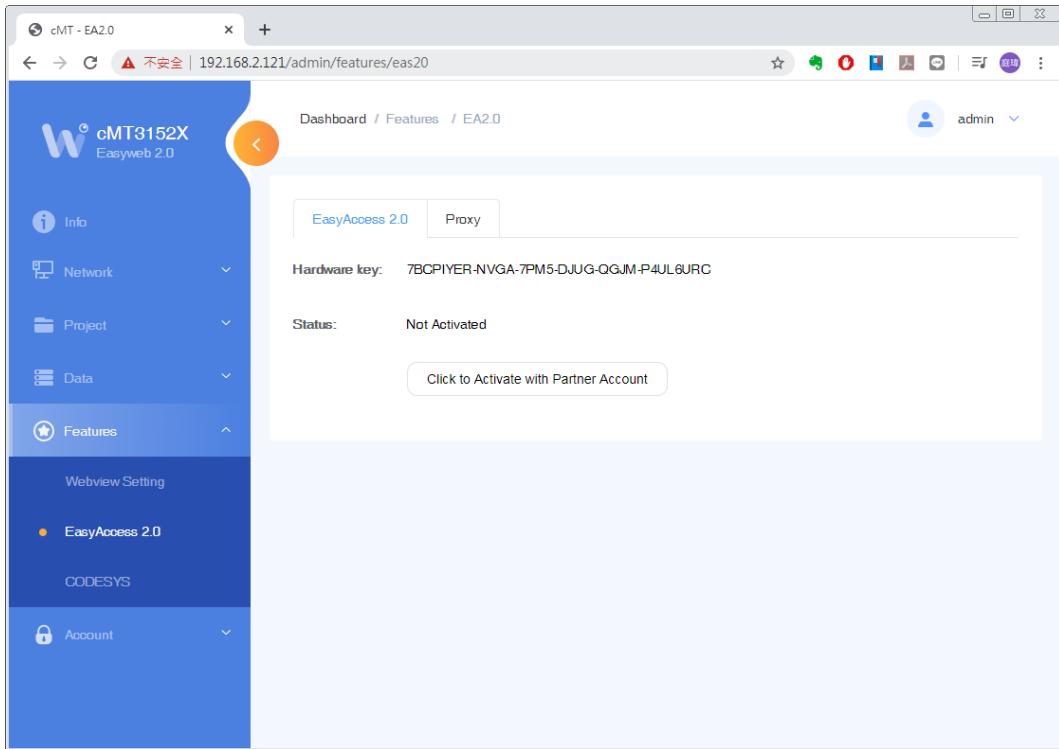 cMT - EA2.0
不安全 | 192.168.2.121/admin/features/eas20
cMT3152X
Easyweb 2.0
Dashboard / Features / EA2.0
admin
Info
Network
Project
Data
Features
Webview Setting
EasyAccess 2.0
CODESYS
Account
EasyAccess 2.0 Proxy
Hardware key: 7BCPIYER-NVGA-7PM5-DJUG-QGJM-P4UL6URC
Status: Not Activated
Click to Activate with Partner Account